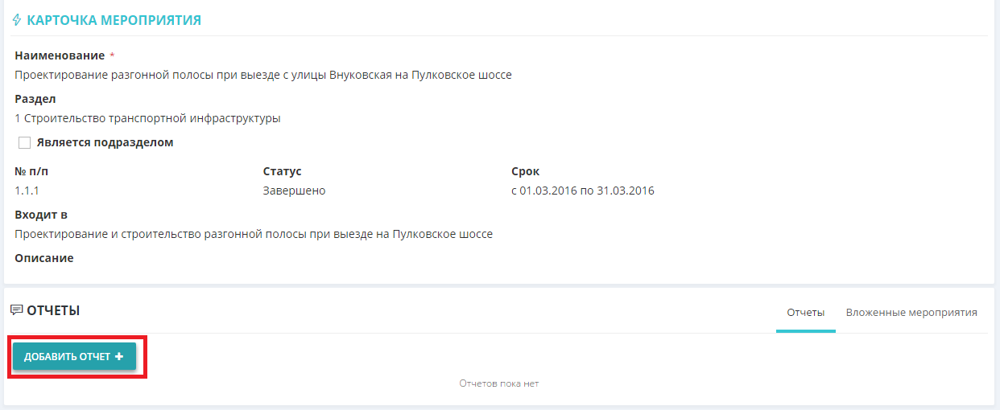 КАРТОЧКА МЕРОПРИЯТИЯ
Наименование *
Проектирование разгонной полосы при выезде с улицы Внуковская на Пулковское шоссе
Раздел
1 Строительство транспортной инфраструктуры
Является подразделом
№ п/п Статус Срок
1.1.1 Завершено с 01.03.2016 по 31.03.2016
Входит в
Проектирование и строительство разгонной полосы при выезде на Пулковское шоссе
Описание
ОТЧЕТЫ Отчеты Вложенные мероприятия
ДОБАВИТЬ ОТЧЕТ +
Отчетов пока нет